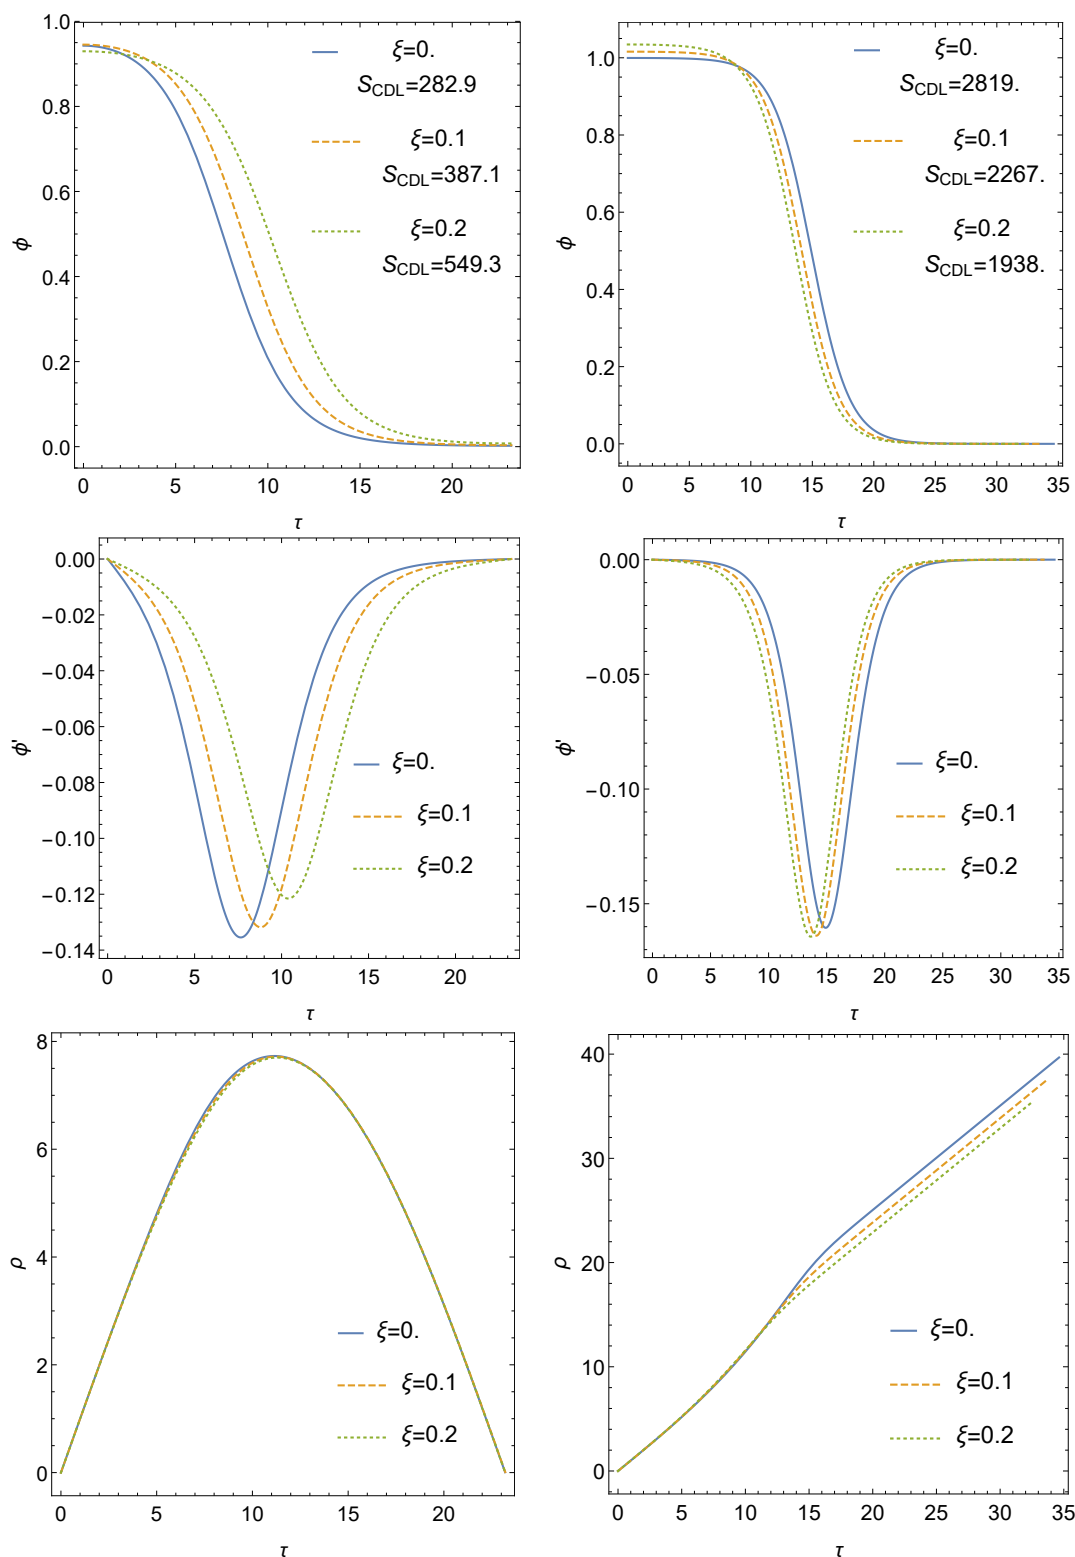 1.0
0.8
0.6
0.4
0.2
0.0
ϕ
ξ=0.
S_CDL=282.9
ξ=0.1
S_CDL=387.1
ξ=0.2
S_CDL=549.3
0 5 10 15 20
τ
1.0
0.8
0.6
0.4
0.2
0.0
ϕ
ξ=0.
S_CDL=2819.
ξ=0.1
S_CDL=2267.
ξ=0.2
S_CDL=1938.
0 5 10 15 20 25 30 35
τ
0.00
−0.02
−0.04
−0.06
−0.08
−0.10
−0.12
−0.14
ϕ'
ξ=0.
ξ=0.1
ξ=0.2
0 5 10 15 20
τ
0.00
−0.05
−0.10
−0.15
ϕ'
ξ=0.
ξ=0.1
ξ=0.2
0 5 10 15 20 25 30 35
τ
8
6
4
2
0
ρ
ξ=0.
ξ=0.1
ξ=0.2
0 5 10 15 20
τ
40
30
20
10
0
ρ
ξ=0.
ξ=0.1
ξ=0.2
0 5 10 15 20 25 30 35
τ